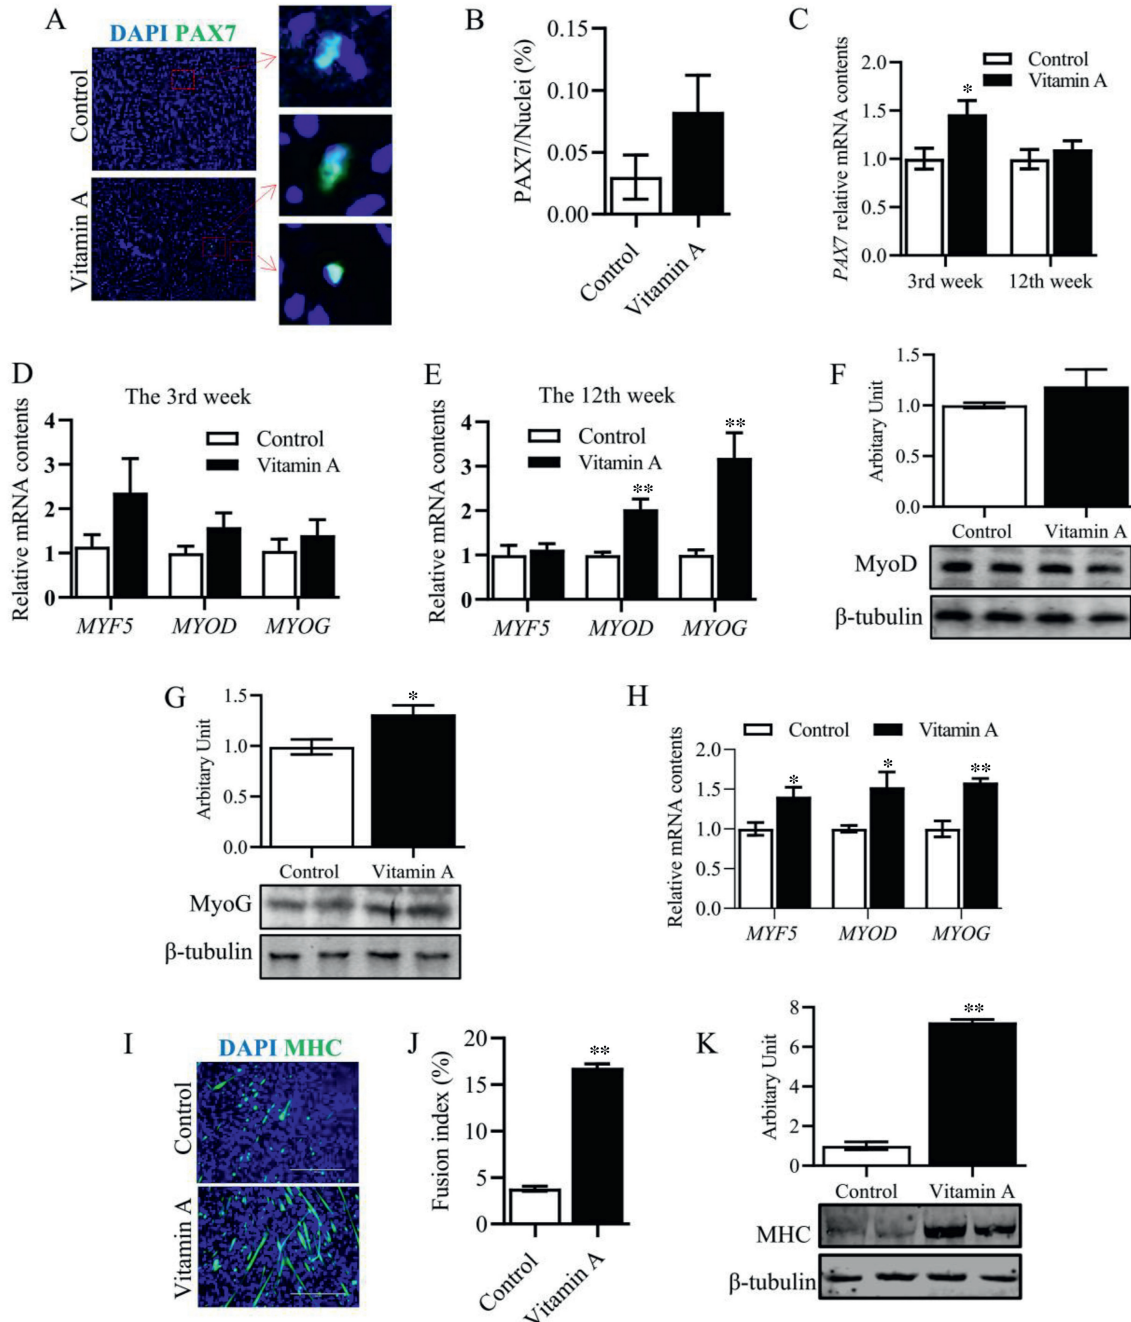 A
DAPI PAX7
Control
Vitamin A
B
PAX7/Nuclei (%)
0.15
0.10
0.05
0.00
Control
Vitamin A
C
PAX7 relative mRNA contents
2.0
1.5
1.0
0.5
0.0
Control
Vitamin A
*
3rd week
12th week
D
The 3rd week
Relative mRNA contents
4
3
2
1
0
Control
Vitamin A
MYF5
MYOD
MYOG
E
The 12th week
Relative mRNA contents
4
3
2
1
0
Control
Vitamin A
**
**
MYF5
MYOD
MYOG
F
Arbitary Unit
1.5
1.0
0.5
0.0
Control
Vitamin A
MyoD
β-tubulin
G
Arbitary Unit
1.5
1.0
0.5
0.0
*
Control
Vitamin A
MyoG
β-tubulin
H
Control
Vitamin A
Relative mRNA contents
2.0
1.5
1.0
0.5
0.0
*
*
**
MYF5
MYOD
MYOG
I
DAPI MHC
Control
Vitamin A
J
Fusion index (%)
20
15
10
5
0
**
Control
Vitamin A
K
Arbitary Unit
8
6
4
2
0
**
Control
Vitamin A
MHC
β-tubulin